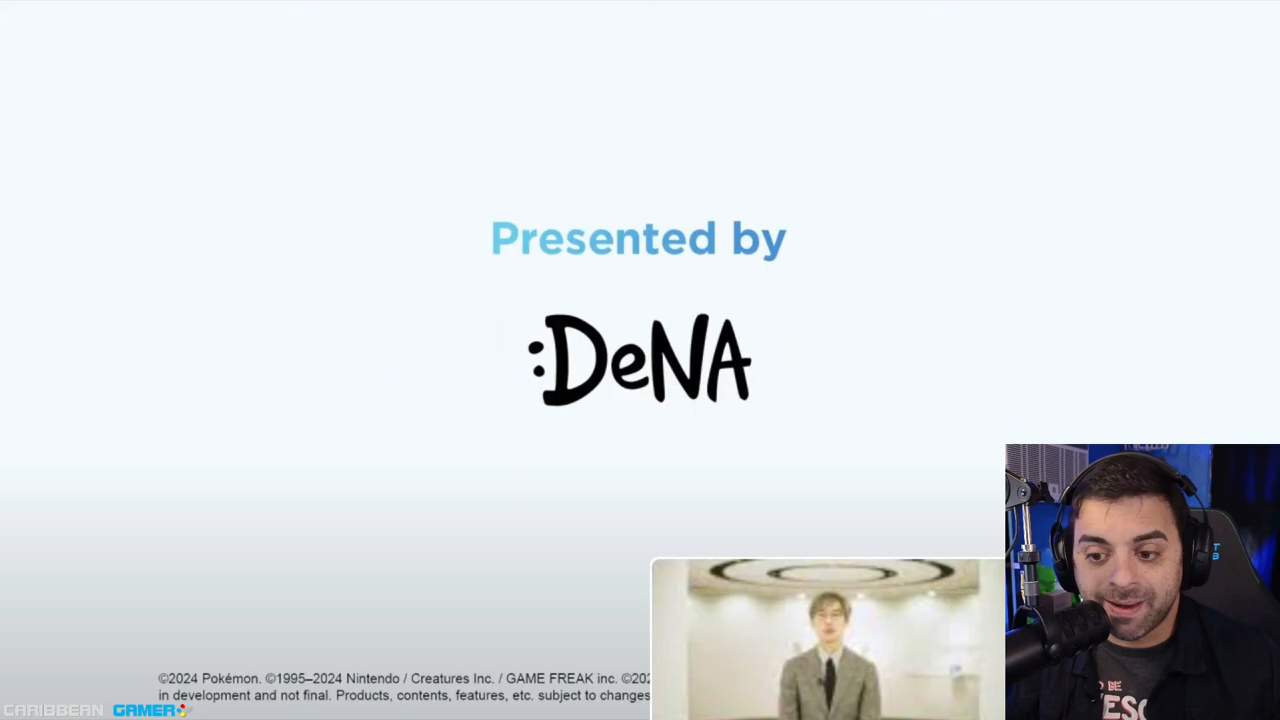 Presented by
:DeNA
©2024 Pokémon. ©1995–2024 Nintendo / Creatures Inc. / GAME FREAK inc. ©202
in development and not final. Products, contents, features, etc. subject to changes
CARIBBEAN GAMER